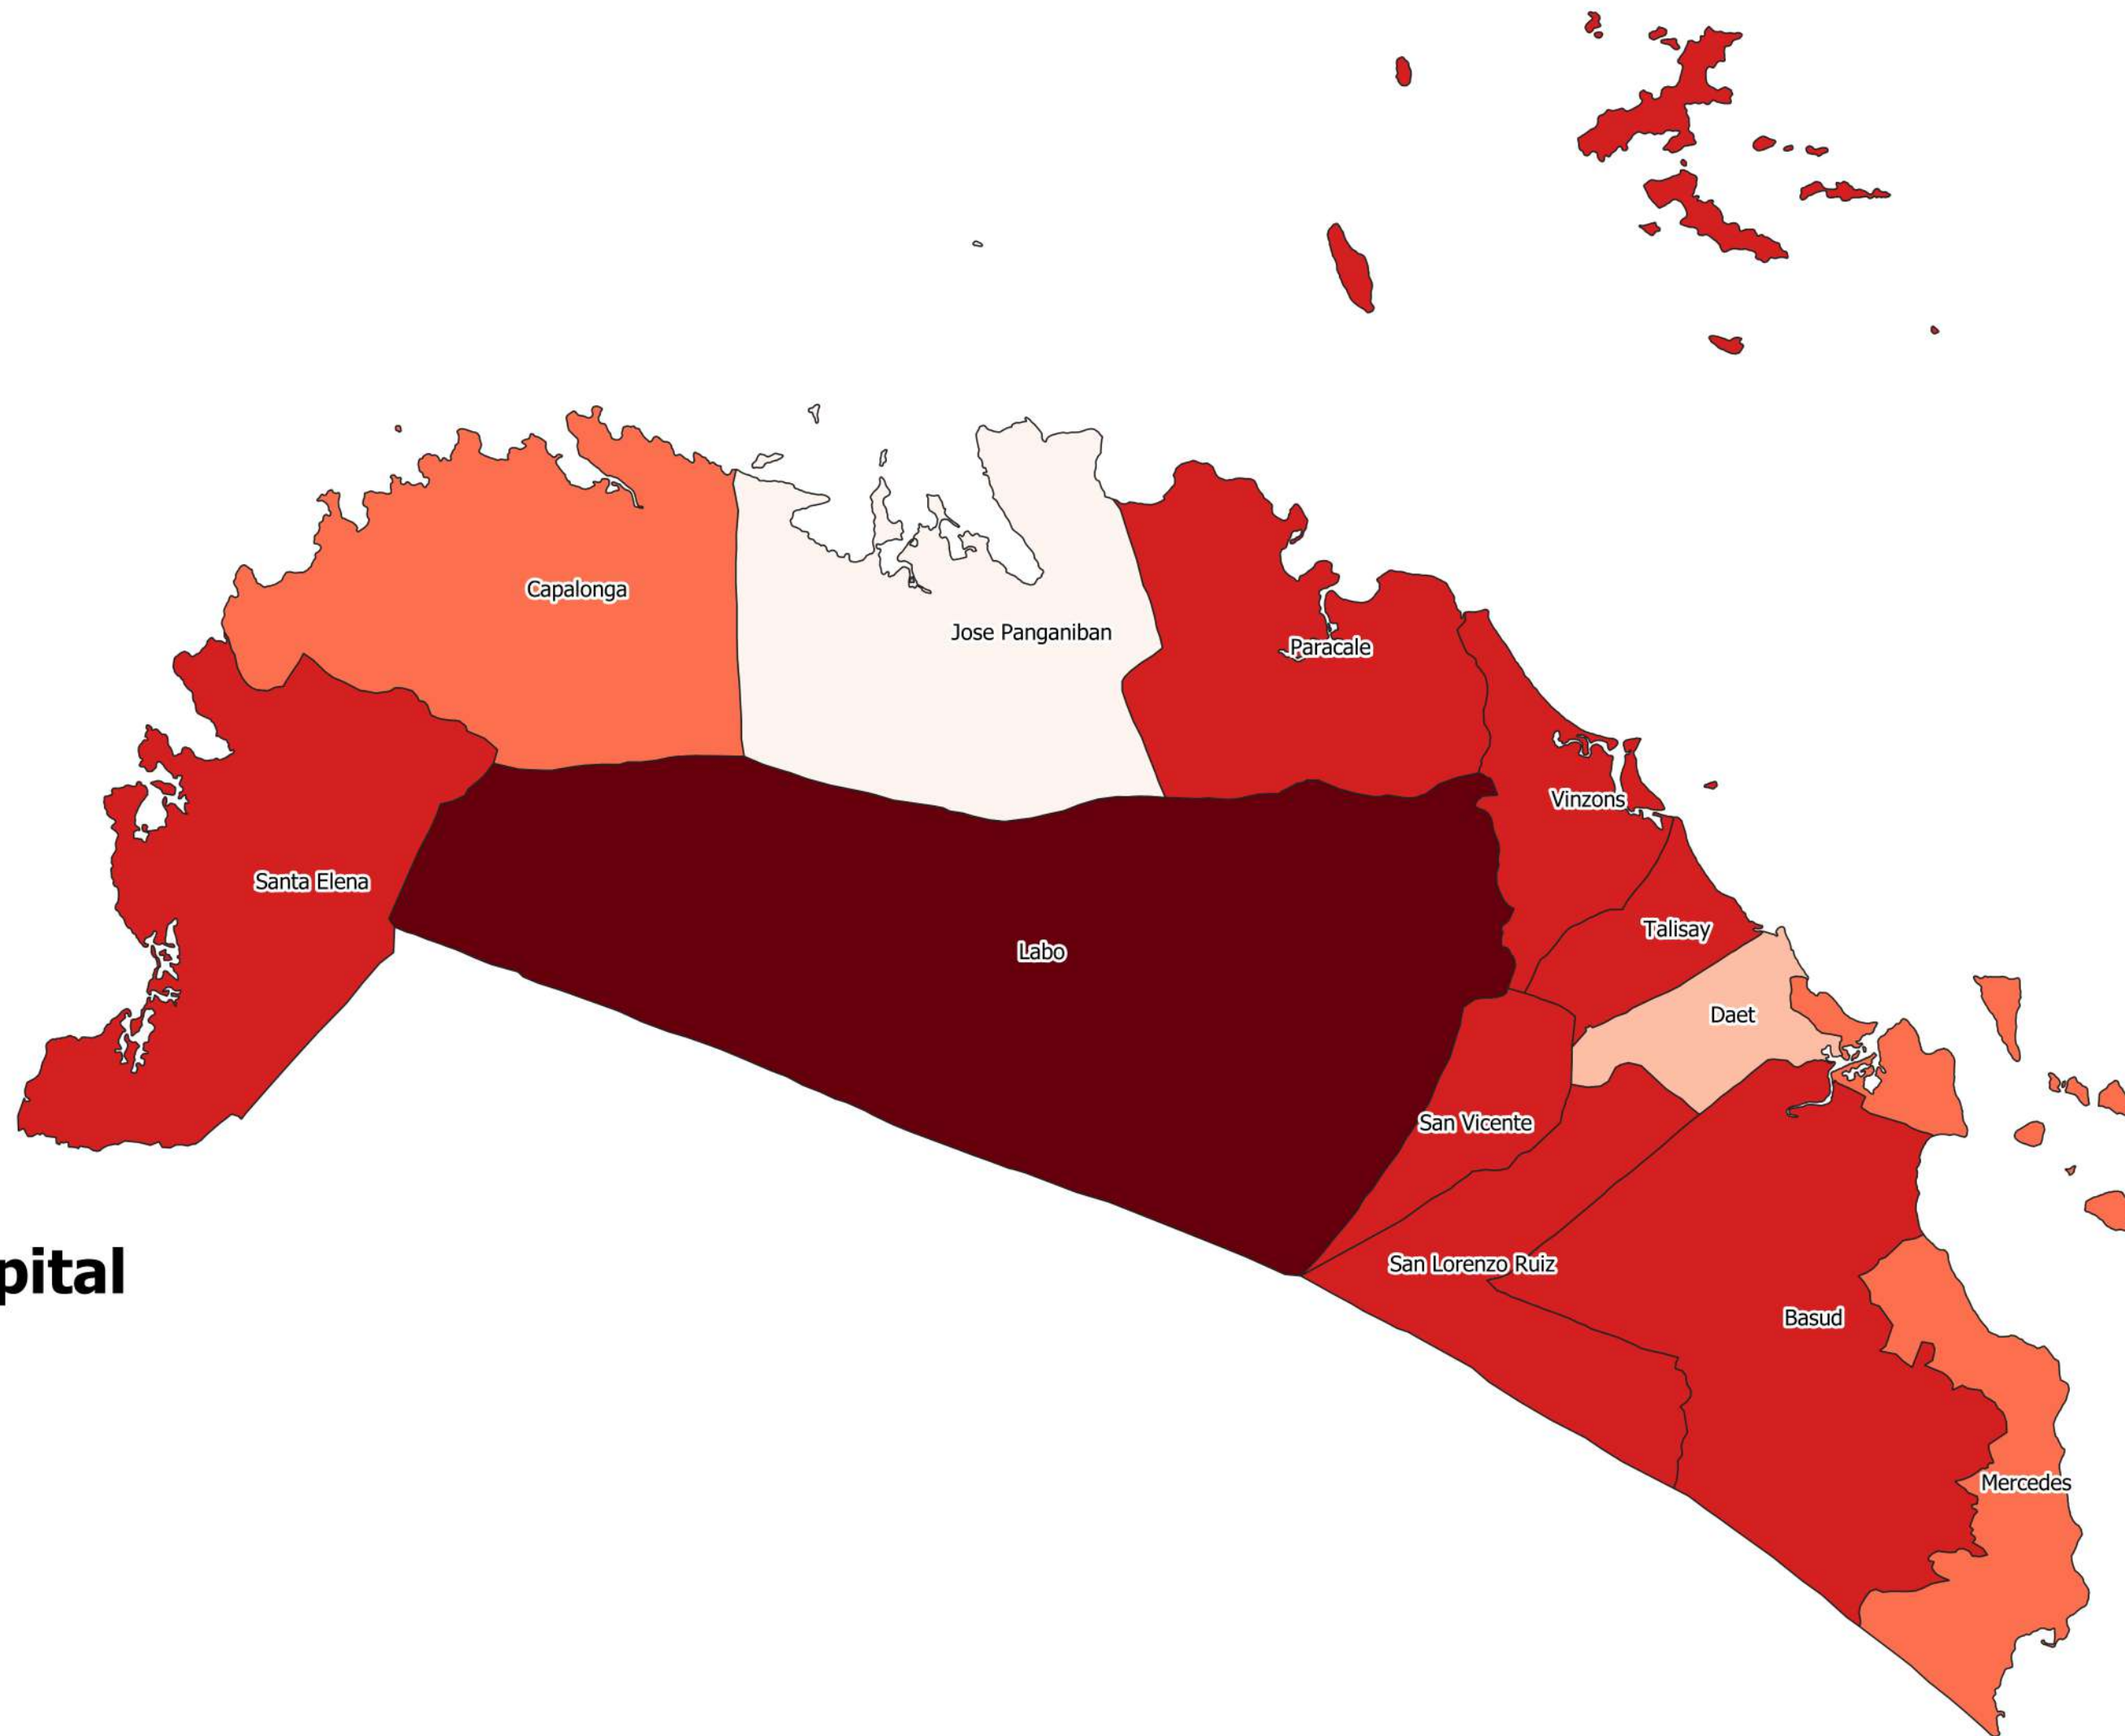 Capalonga
Jose Panganiban
Paracale
Vinzons
Santa Elena
Talisay
Labo
Daet
San Vicente
San Lorenzo Ruiz
pital
Basud
Mercedes